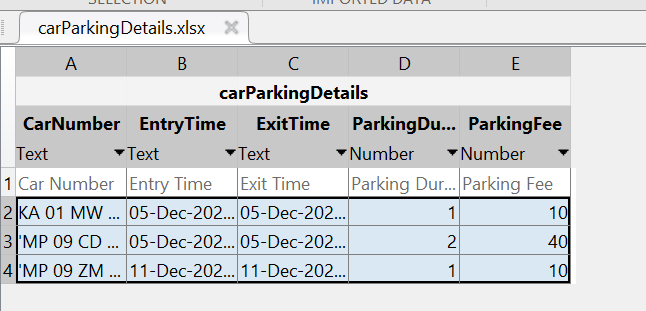 SELECTION IMPORTED DATA
carParkingDetails.xlsx
A B C D E
carParkingDetails
CarNumber EntryTime ExitTime ParkingDu... ParkingFee
Text Text Text Number Number
1 Car Number Entry Time Exit Time Parking Dur... Parking Fee
2 KA 01 MW ... 05-Dec-202... 05-Dec-202... 1 10
3 'MP 09 CD ... 05-Dec-202... 05-Dec-202... 2 40
4 'MP 09 ZM ... 11-Dec-202... 11-Dec-202... 1 10